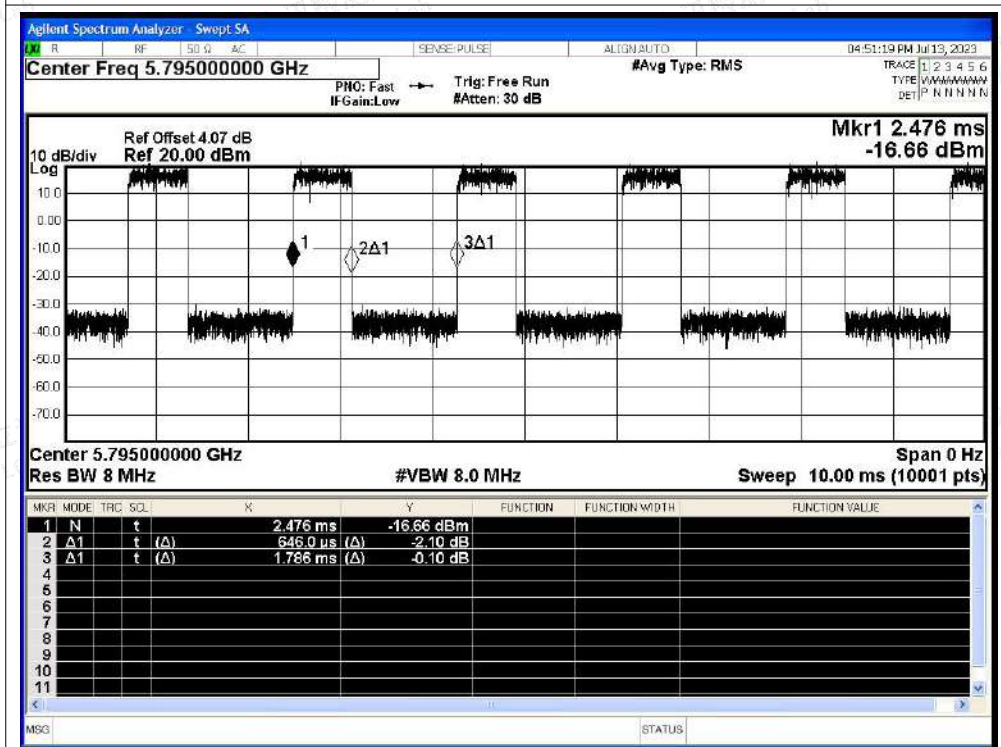 Agilent Spectrum Analyzer - Swept SA
LXI R RF 50 Ω AC SENSE:PULSE ALIGN AUTO 04:51:19 PM Jul 13, 2023
Center Freq 5.795000000 GHz #Avg Type: RMS TRACE 1 2 3 4 5 6
PNO: Fast Trig: Free Run TYPE WWWWWWW
IFGain:Low #Atten: 30 dB DET P N N N N N
Mkr1 2.476 ms
Ref Offset 4.07 dB
10 dB/div Ref 20.00 dBm -16.66 dBm
Log
10.0
0.00
-10.0 1 2Δ1 3Δ1
-20.0
-30.0
-40.0
-50.0
-60.0
-70.0
Center 5.795000000 GHz Span 0 Hz
Res BW 8 MHz #VBW 8.0 MHz Sweep 10.00 ms (10001 pts)
MKR MODE TRC SCL X Y FUNCTION FUNCTION WIDTH FUNCTION VALUE
1 N t 2.476 ms -16.66 dBm
2 Δ1 t (Δ) 646.0 µs (Δ) -2.10 dB
3 Δ1 t (Δ) 1.786 ms (Δ) -0.10 dB
4
5
6
7
8
9
10
11
MSG STATUS